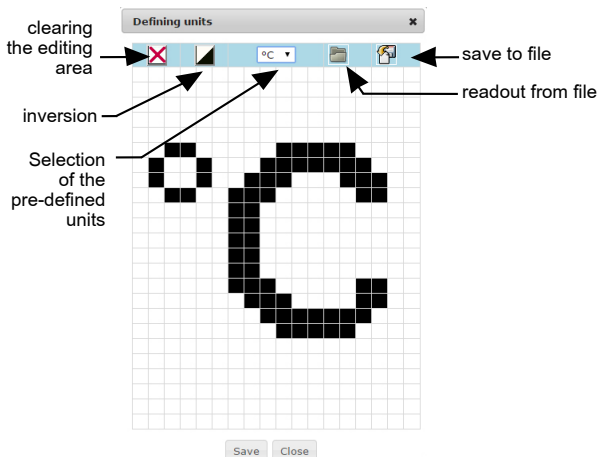 Defining units
clearing
the editing
area
°C
save to file
readout from file
inversion
Selection
of the
pre-defined
units
Save
Close